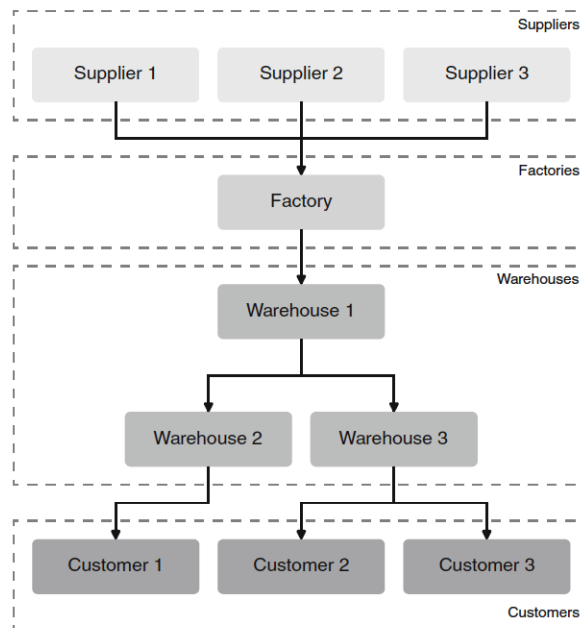 Suppliers
Supplier 1
Supplier 2
Supplier 3
Factories
Factory
Warehouses
Warehouse 1
Warehouse 2
Warehouse 3
Customer 1
Customer 2
Customer 3
Customers